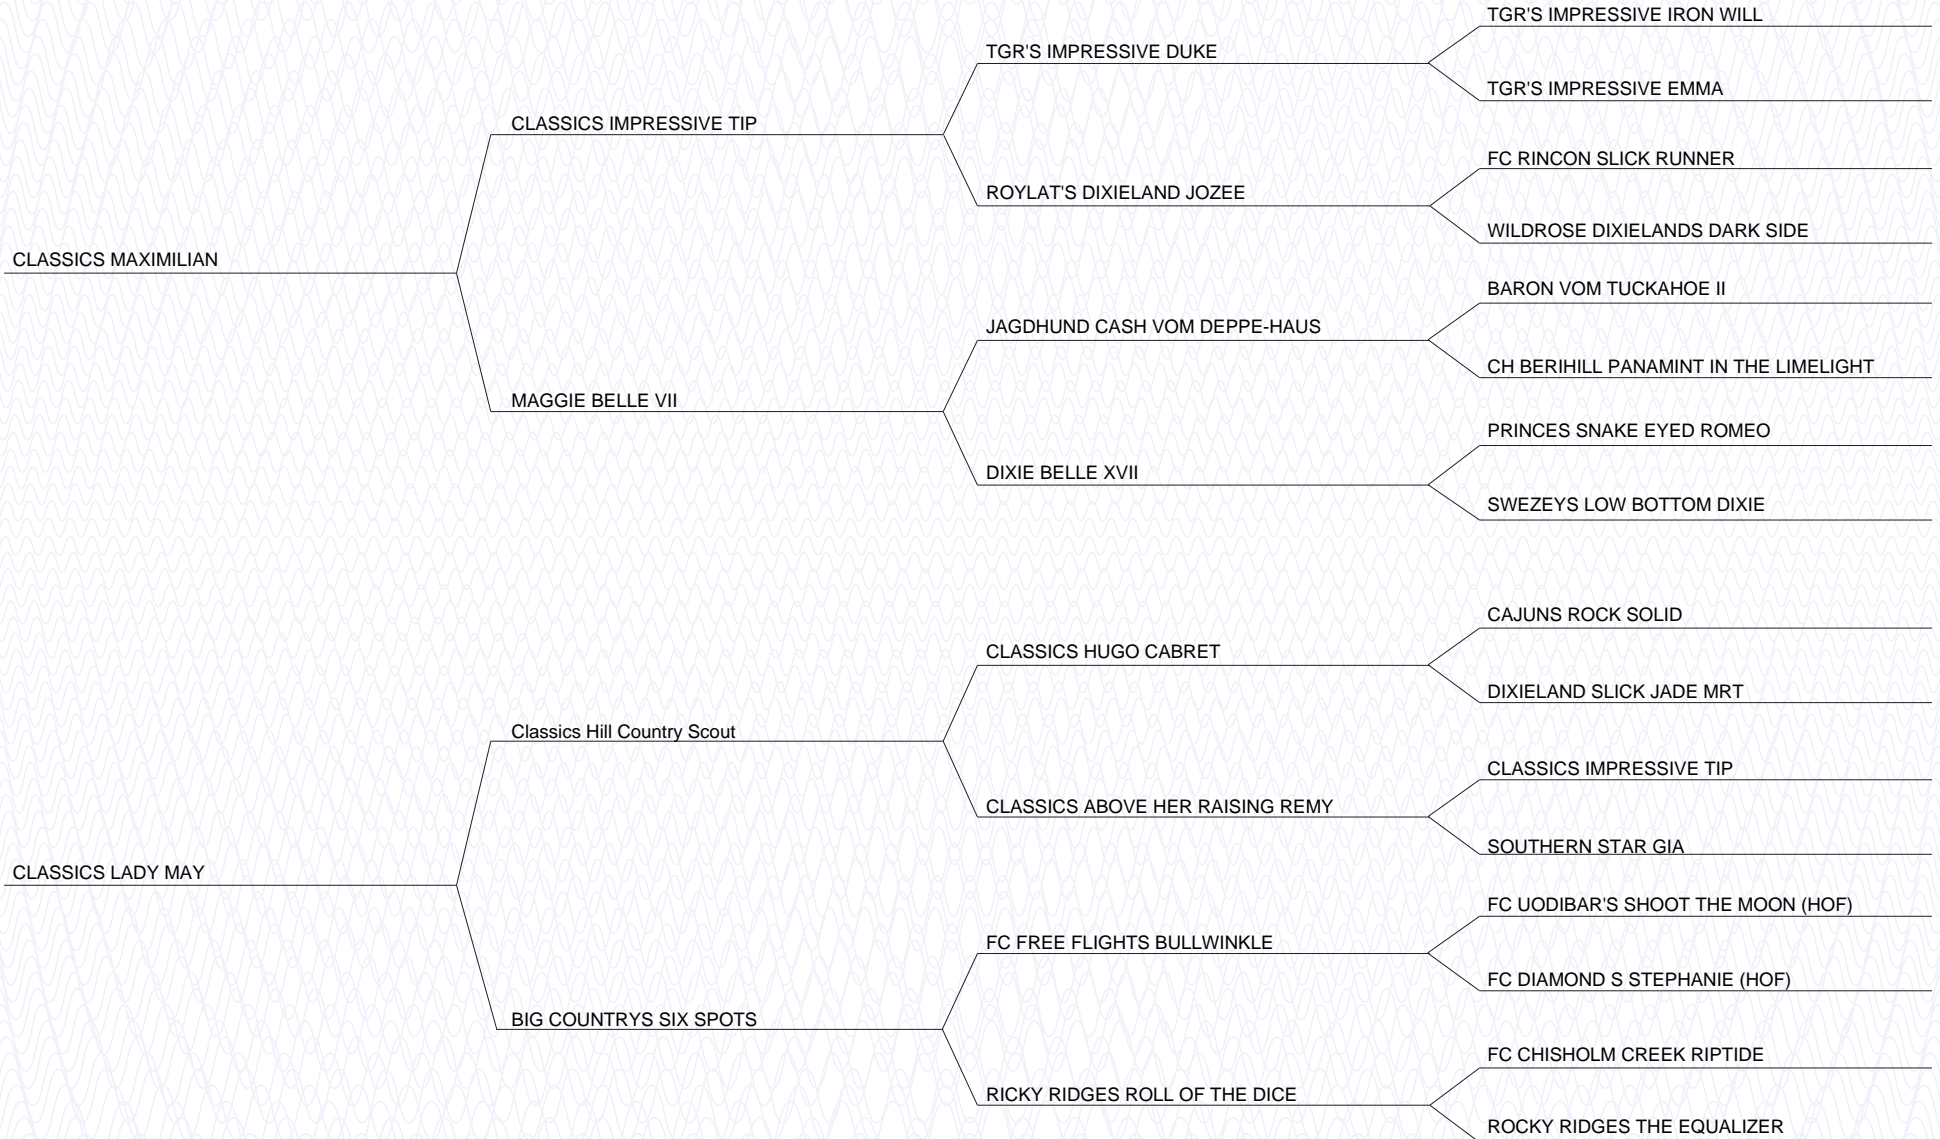 TGR'S IMPRESSIVE IRON WILL
TGR'S IMPRESSIVE DUKE
TGR'S IMPRESSIVE EMMA
CLASSICS IMPRESSIVE TIP
FC RINCON SLICK RUNNER
ROYLAT'S DIXIELAND JOZEE
WILDROSE DIXIELANDS DARK SIDE
CLASSICS MAXIMILIAN
BARON VOM TUCKAHOE II
JAGDHUND CASH VOM DEPPE-HAUS
CH BERIHILL PANAMINT IN THE LIMELIGHT
MAGGIE BELLE VII
PRINCES SNAKE EYED ROMEO
DIXIE BELLE XVII
SWEZEYS LOW BOTTOM DIXIE
CAJUNS ROCK SOLID
CLASSICS HUGO CABRET
DIXIELAND SLICK JADE MRT
Classics Hill Country Scout
CLASSICS IMPRESSIVE TIP
CLASSICS ABOVE HER RAISING REMY
SOUTHERN STAR GIA
CLASSICS LADY MAY
FC UODIBAR'S SHOOT THE MOON (HOF)
FC FREE FLIGHTS BULLWINKLE
FC DIAMOND S STEPHANIE (HOF)
BIG COUNTRYS SIX SPOTS
FC CHISHOLM CREEK RIPTIDE
RICKY RIDGES ROLL OF THE DICE
ROCKY RIDGES THE EQUALIZER